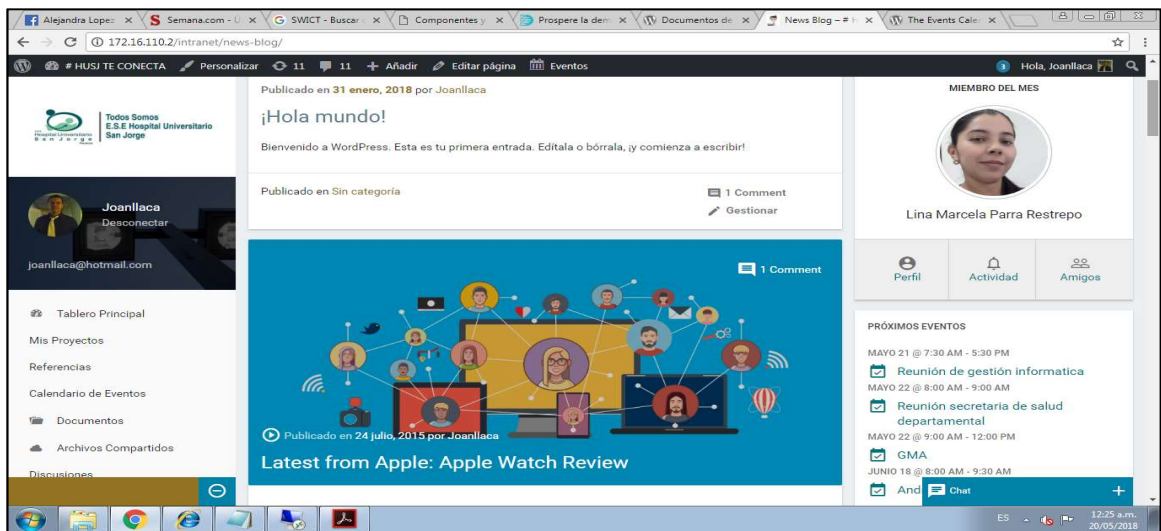 Alejandra Lopez
Semana.com - Ú
SWICT - Buscar
Componentes y
Prospere la dem
Documentos de
News Blog – # H
The Events Cale
172.16.110.2/intranet/news-blog/
# HUSJ TE CONECTA
Personalizar
11
11
+ Añadir
Editar página
Eventos
3
Hola, Joanllaca
Todos Somos
E.S.E Hospital Universitario
San Jorge
Joanllaca
Desconectar
joanllaca@hotmail.com
Tablero Principal
Mis Proyectos
Referencias
Calendario de Eventos
Documentos
Archivos Compartidos
Discusiones
Publicado en 31 enero, 2018 por Joanllaca
¡Hola mundo!
Bienvenido a WordPress. Esta es tu primera entrada. Edítala o bórrala, ¡y comienza a escribir!
Publicado en Sin categoría
1 Comment
Gestionar
1 Comment
Publicado en 24 julio, 2015 por Joanllaca
Latest from Apple: Apple Watch Review
MIEMBRO DEL MES
Lina Marcela Parra Restrepo
Perfil
Actividad
Amigos
PRÓXIMOS EVENTOS
MAYO 21 @ 7:30 AM - 5:30 PM
Reunión de gestión informatica
MAYO 22 @ 8:00 AM - 9:00 AM
Reunión secretaria de salud
departamental
MAYO 22 @ 9:00 AM - 12:00 PM
GMA
JUNIO 18 @ 8:00 AM - 9:30 AM
And
Chat
+
ES
12:25 a.m.
20/05/2018